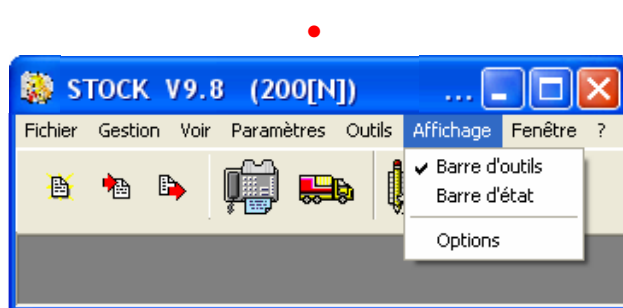 STOCK V9.8 (200[N]) ...
Fichier Gestion Voir Paramètres Outils Affichage Fenêtre ?
Barre d'outils
Barre d'état
Options